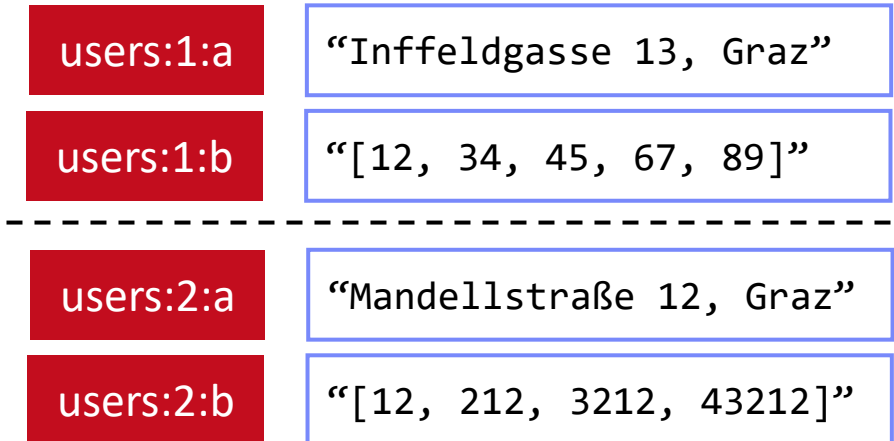 users:1:a “Inffeldgasse 13, Graz”
users:1:b “[12, 34, 45, 67, 89]”
users:2:a “Mandellstraße 12, Graz”
users:2:b “[12, 212, 3212, 43212]”